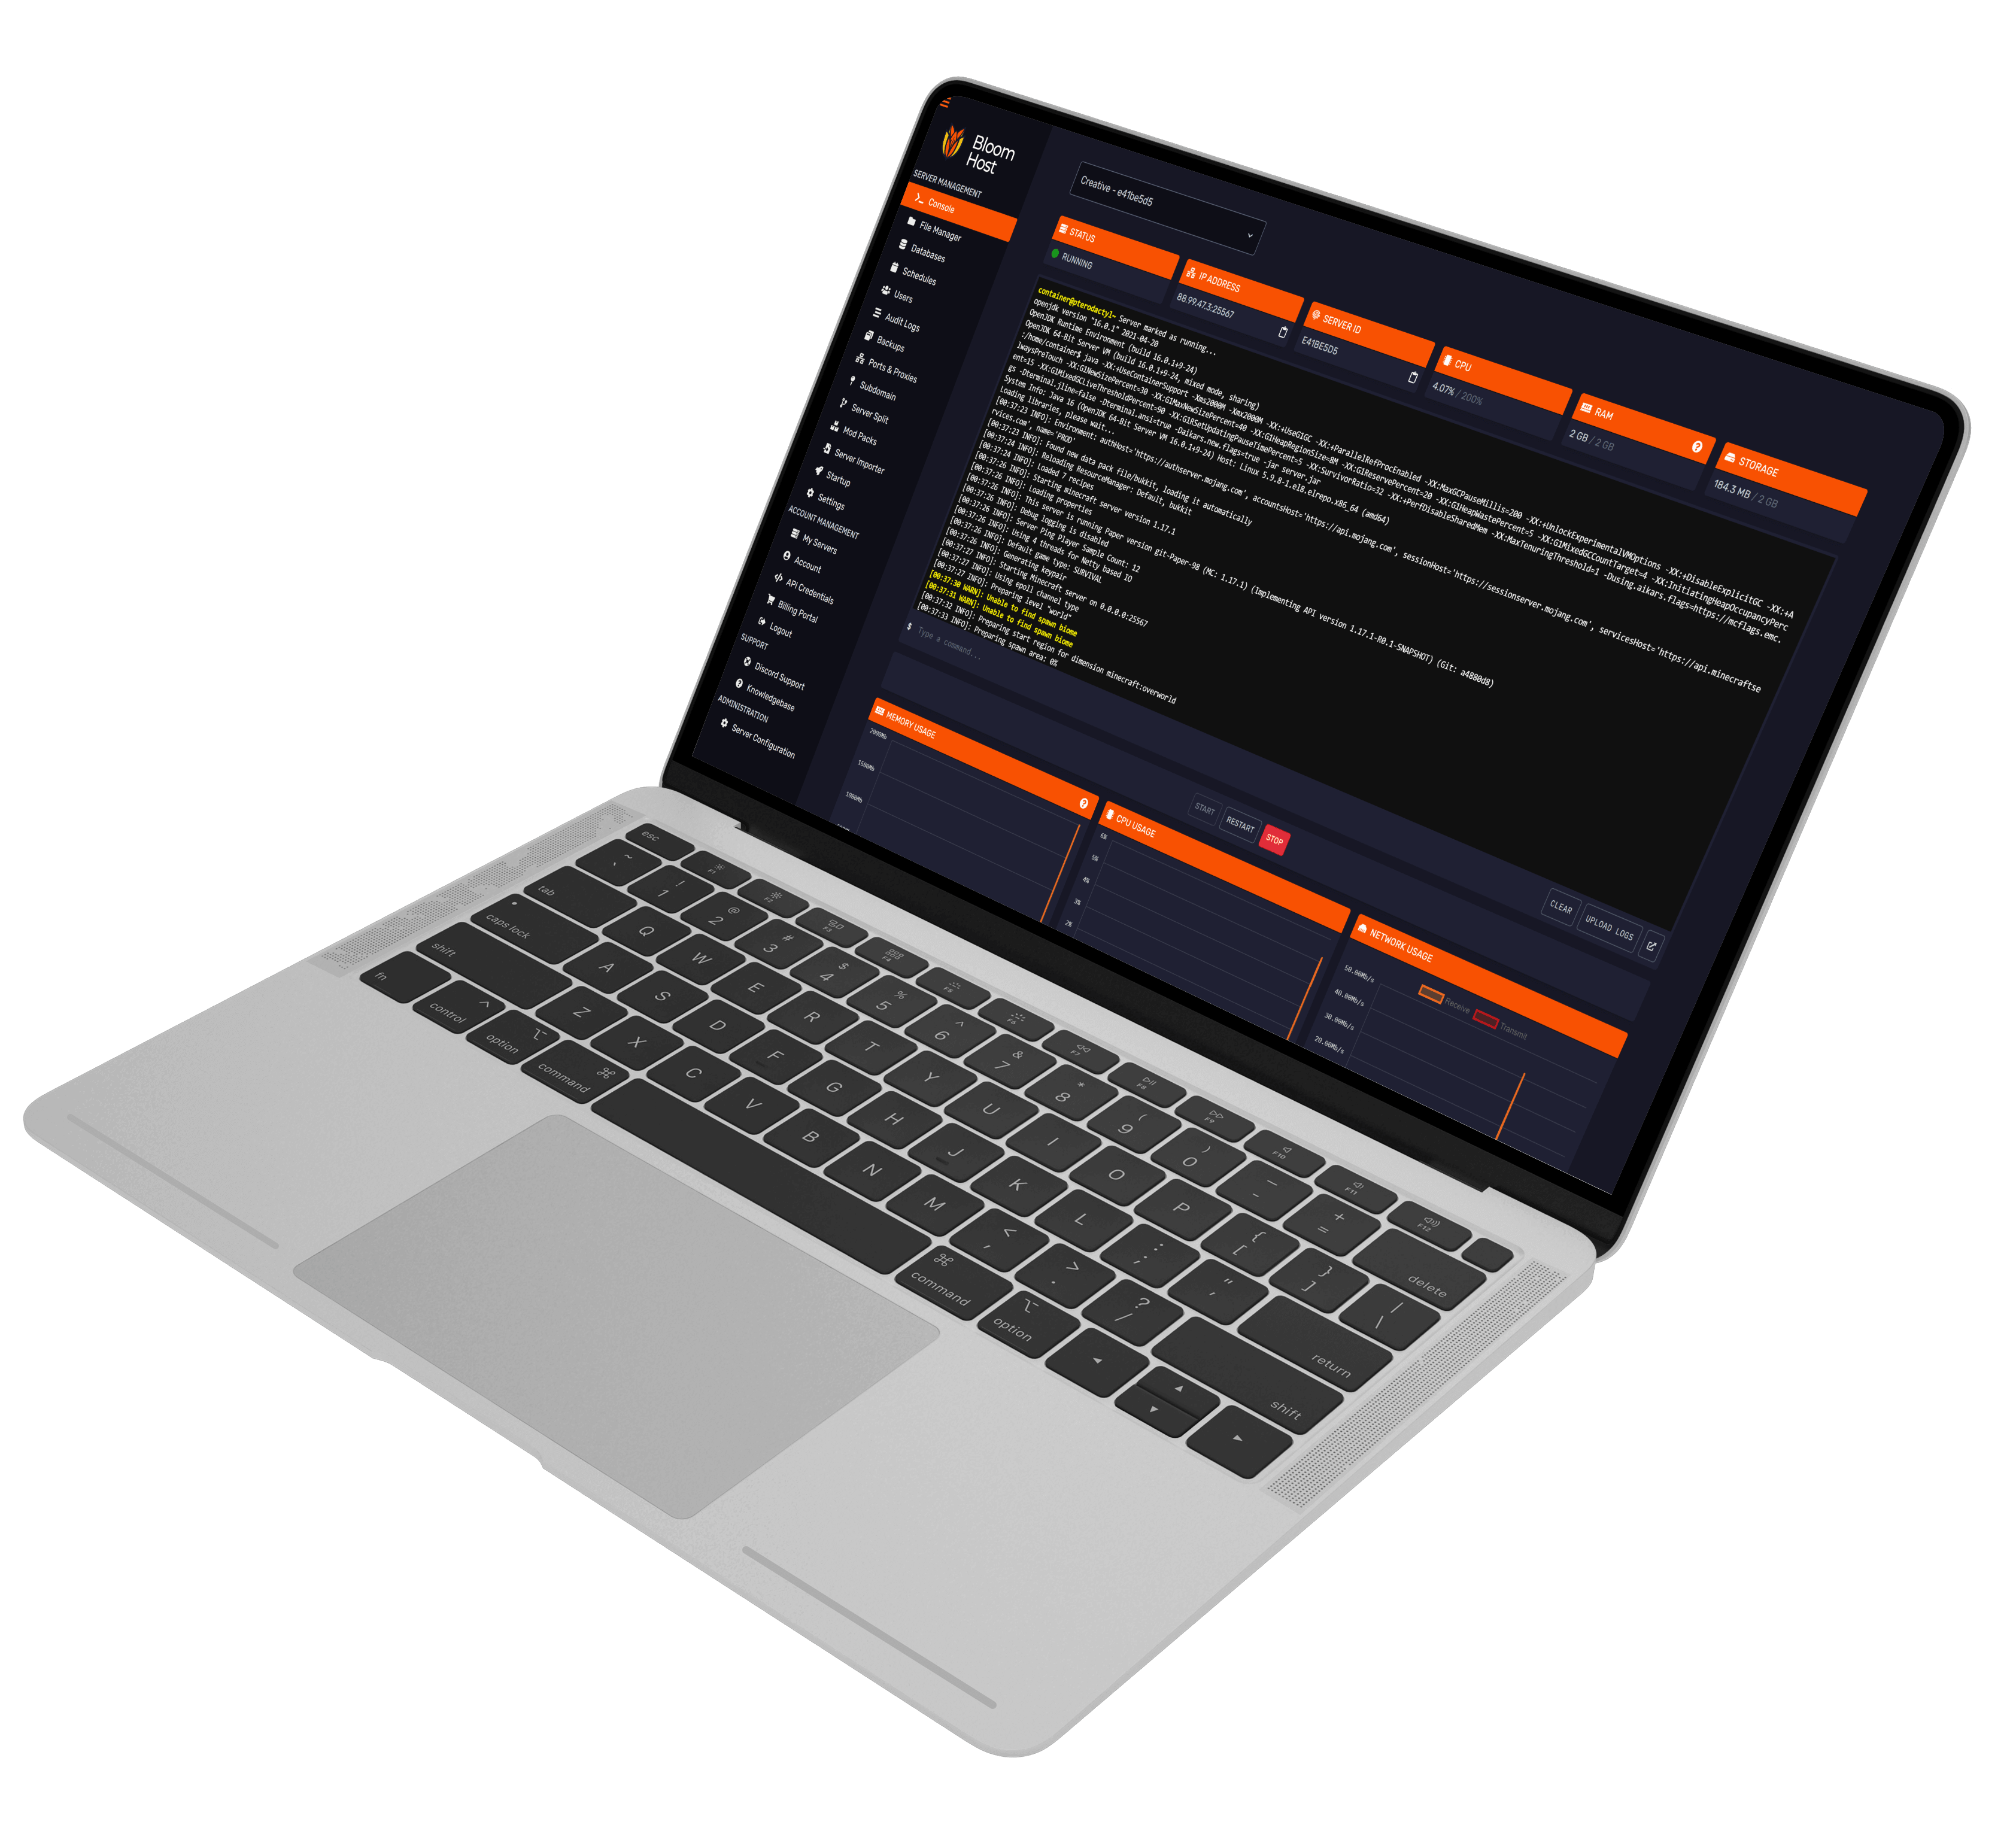 Bloom
Host
SERVER MANAGEMENT
Console
File Manager
Databases
Schedules
Users
Audit Logs
Backups
Ports & Proxies
Subdomain
Server Split
Mod Packs
Server Importer
Startup
Settings
ACCOUNT MANAGEMENT
My Servers
Account
API Credentials
Billing Portal
Logout
SUPPORT
Discord Support
Knowledgebase
ADMINISTRATION
Server Configuration
Creative - e41be5d5
STATUS
RUNNING
IP ADDRESS
88.99.47.3:25567
SERVER ID
E41BE5D5
CPU
4.07% / 200%
RAM
2 GB / 2 GB
STORAGE
184.3 MB / 2 GB
container@pterodactyl~ Server marked as running...
openjdk version "16.0.1" 2021-04-20
OpenJDK Runtime Environment (build 16.0.1+9-24)
OpenJDK 64-Bit Server VM (build 16.0.1+9-24, mixed mode, sharing)
:/home/container$ java -XX:+UseContainerSupport -Xms2000M -Xmx2000M -XX:+UseG1GC -XX:+ParallelRefProcEnabled -XX:MaxGCPauseMillis=200 -XX:+UnlockExperimentalVMOptions -XX:+DisableExplicitGC -XX:+A
lwaysPreTouch -XX:G1NewSizePercent=30 -XX:G1MaxNewSizePercent=40 -XX:G1HeapRegionSize=8M -XX:G1ReservePercent=20 -XX:G1HeapWastePercent=5 -XX:G1MixedGCCountTarget=4 -XX:InitiatingHeapOccupancyPerc
ent=15 -XX:G1MixedGCLiveThresholdPercent=90 -XX:G1RSetUpdatingPauseTimePercent=5 -XX:SurvivorRatio=32 -XX:+PerfDisableSharedMem -XX:MaxTenuringThreshold=1 -Dusing.aikars.flags=https://mcflags.emc.
gs -Dterminal.jline=false -Dterminal.ansi=true -Daikars.new.flags=true -jar server.jar
System Info: Java 16 (OpenJDK 64-Bit Server VM 16.0.1+9-24) Host: Linux 5.9.8-1.el8.elrepo.x86_64 (amd64)
Loading libraries, please wait...
[00:37:23 INFO]: Environment: authHost='https://authserver.mojang.com', accountsHost='https://api.mojang.com', sessionHost='https://sessionserver.mojang.com', servicesHost='https://api.minecraftse
rvices.com', name='PROD'
[00:37:23 INFO]: Found new data pack file/bukkit, loading it automatically
[00:37:24 INFO]: Reloading ResourceManager: Default, bukkit
[00:37:24 INFO]: Loaded 7 recipes
[00:37:26 INFO]: Starting minecraft server version 1.17.1
[00:37:26 INFO]: Loading properties
[00:37:26 INFO]: This server is running Paper version git-Paper-98 (MC: 1.17.1) (Implementing API version 1.17.1-R0.1-SNAPSHOT) (Git: a4880d8)
[00:37:26 INFO]: Debug logging is disabled
[00:37:26 INFO]: Server Ping Player Sample Count: 12
[00:37:26 INFO]: Using 4 threads for Netty based IO
[00:37:26 INFO]: Default game type: SURVIVAL
[00:37:26 INFO]: Generating keypair
[00:37:27 INFO]: Starting Minecraft server on 0.0.0.0:25567
[00:37:27 INFO]: Using epoll channel type
[00:37:27 INFO]: Preparing level "world"
[00:37:30 WARN]: Unable to find spawn biome
[00:37:31 WARN]: Unable to find spawn biome
[00:37:32 INFO]: Preparing start region for dimension minecraft:overworld
[00:37:33 INFO]: Preparing spawn area: 0%
$ Type a command...
START RESTART STOP
CLEAR UPLOAD LOGS
MEMORY USAGE
2000Mb
1500Mb
1000Mb
CPU USAGE
6%
5%
4%
3%
2%
NETWORK USAGE
Receive Transmit
50.00Mb/s
40.00Mb/s
30.00Mb/s
20.00Mb/s
esc F1 F2 F3 F4 F5 F6 F7 F8 F9 F10 F11 F12
~ ` ! 1 @ 2 # 3 $ 4 % 5 ^ 6 & 7 * 8 ( 9 ) 0 — - + = delete
tab Q W E R T Y U I O P { [ } ] | \
caps lock A S D F G H J K L : ; " ' return
shift Z X C V B N M < , > . ? / shift
fn control option command command option